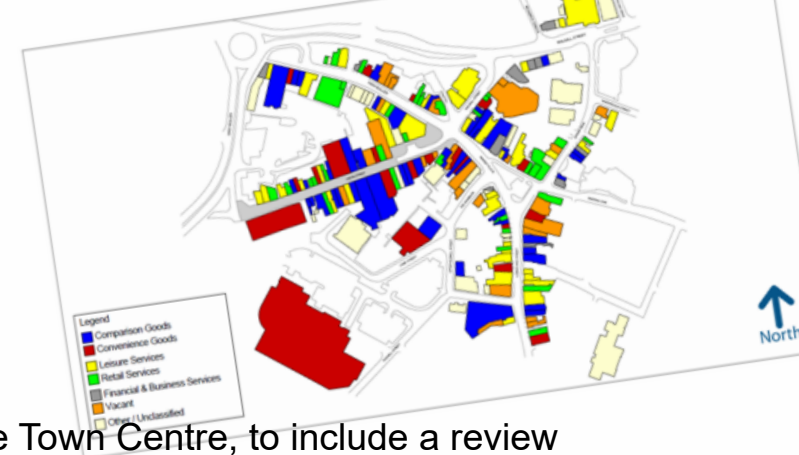 Legend
Comparison Goods
Convenience Goods
Leisure Services
Retail Services
Financial & Business Services
Vacant
Other / Unclassified
North
e Town Centre, to include a review